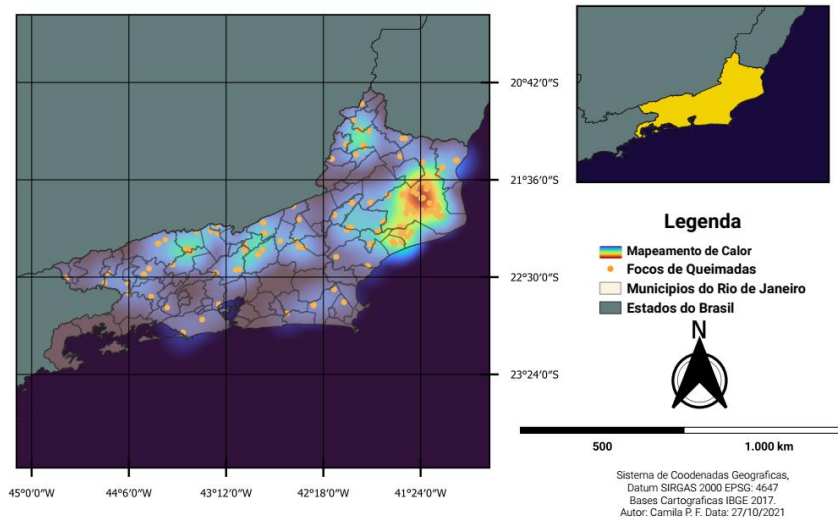 20°42'0"S
21°36'0"S
22°30'0"S
23°24'0"S
45°0'0"W
44°6'0"W
43°12'0"W
42°18'0"W
41°24'0"W
Legenda
Mapeamento de Calor
Focos de Queimadas
Municipios do Rio de Janeiro
Estados do Brasil
N
500
1.000 km
Sistema de Coodenadas Geograficas,
Datum SIRGAS 2000 EPSG: 4647
Bases Cartograficas IBGE 2017.
Autor: Camila P. F. Data: 27/10/2021